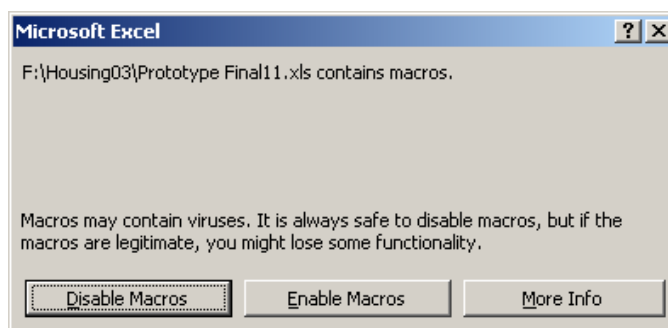 Microsoft Excel
? X
F:\Housing03\Prototype Final11.xls contains macros.
Macros may contain viruses. It is always safe to disable macros, but if the
macros are legitimate, you might lose some functionality.
Disable Macros Enable Macros More Info